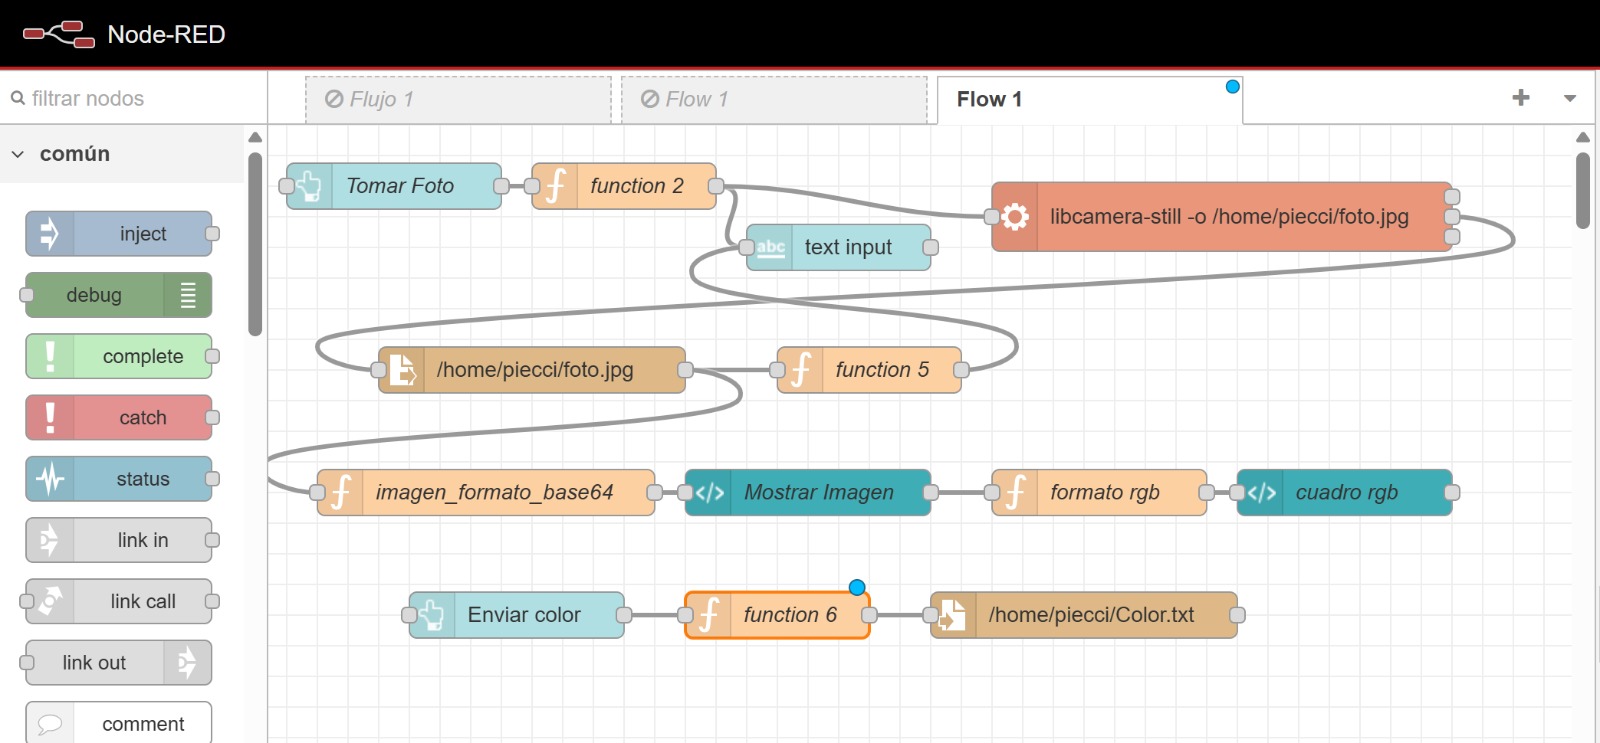 Node-RED
filtrar nodos
Flujo 1
Flow 1
Flow 1
común
inject
debug
complete
catch
status
link in
link call
link out
comment
Tomar Foto
function 2
libcamera-still -o /home/piecci/foto.jpg
abc
text input
/home/piecci/foto.jpg
function 5
imagen_formato_base64
Mostrar Imagen
formato rgb
cuadro rgb
Enviar color
function 6
/home/piecci/Color.txt